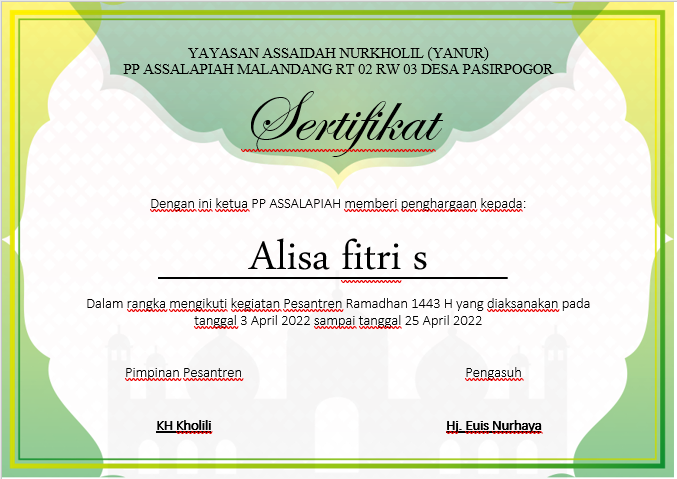 YAYASAN ASSAIDAH NURKHOLIL (YANUR)
PP ASSALAPIAH MALANDANG RT 02 RW 03 DESA PASIRPOGOR
Sertifikat
Dengan ini ketua PP ASSALAPIAH memberi penghargaan kepada:
Alisa fitri s
Dalam rangka mengikuti kegiatan Pesantren Ramadhan 1443 H yang diaksanakan pada
tanggal 3 April 2022 sampai tanggal 25 April 2022
Pimpinan Pesantren Pengasuh
KH Kholili Hj. Euis Nurhaya